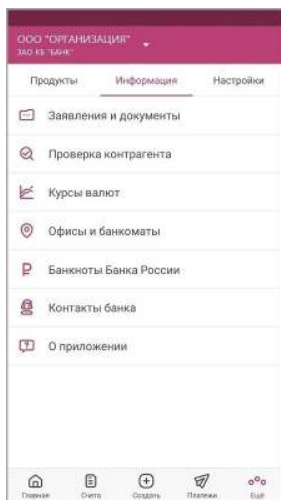 ООО "ОРГАНИЗАЦИЯ"
ЗАО КБ "БАНК"
Продукты Информация Настройки
Заявления и документы
Проверка контрагента
Курсы валют
Офисы и банкоматы
Банкноты Банка России
Контакты банка
О приложении
Главная Счета Создать Платежи Ещё